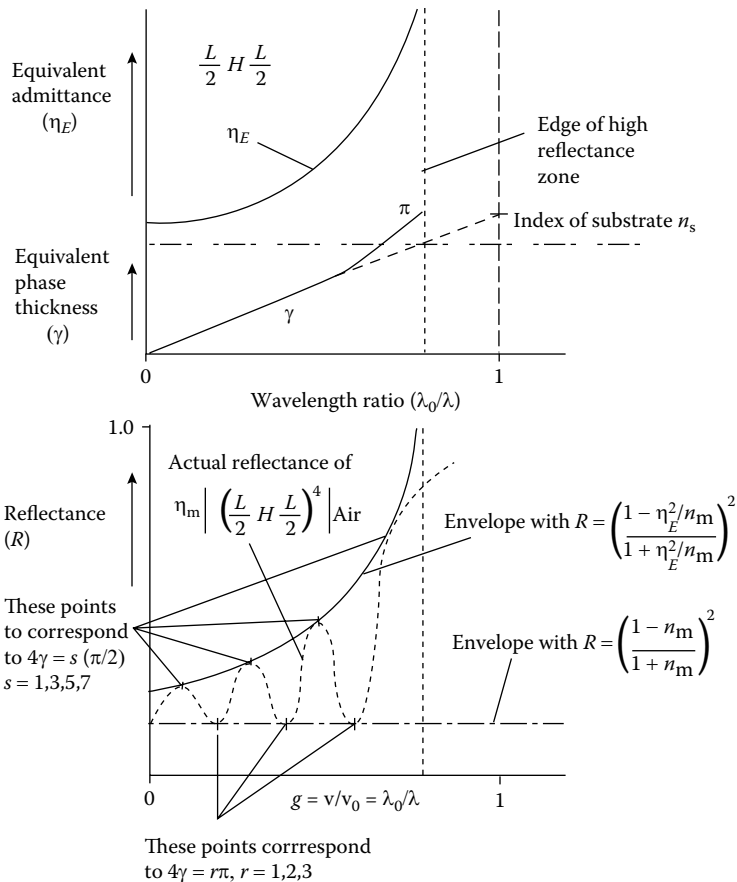 Equivalent
admittance
(η_E)
L/2 H L/2
η_E
Edge of high
reflectance
zone
π
Index of substrate n_s
Equivalent
phase
thickness
(γ)
γ
0
1
Wavelength ratio (λ_0/λ)
1.0
Actual reflectance of
η_m | (L/2 H L/2)^4 | Air
Reflectance
(R)
Envelope with R = ((1 − η_E^2/n_m)/(1 + η_E^2/n_m))^2
These points
to correspond
to 4γ = s (π/2)
s = 1,3,5,7
Envelope with R = ((1 − n_m)/(1 + n_m))^2
0
g = v/v_0 = λ_0/λ
1
These points corrrespond
to 4γ = rπ, r = 1,2,3